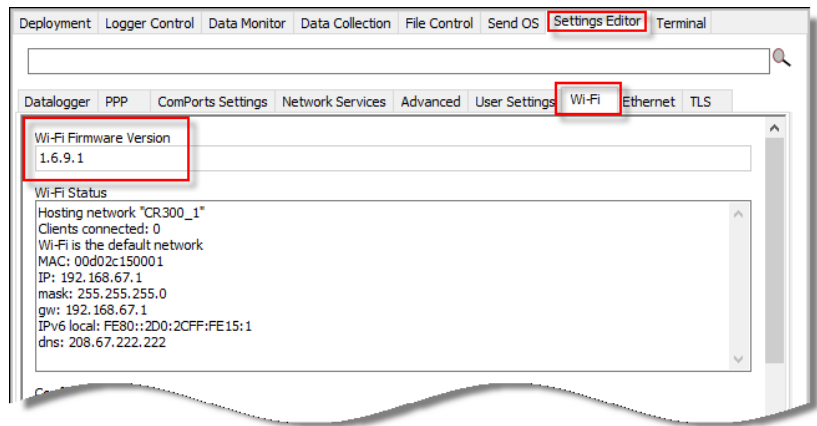 Deployment Logger Control Data Monitor Data Collection File Control Send OS Settings Editor Terminal
Datalogger PPP ComPorts Settings Network Services Advanced User Settings Wi-Fi Ethernet TLS
Wi-Fi Firmware Version
1.6.9.1
Wi-Fi Status
Hosting network "CR300_1"
Clients connected: 0
Wi-Fi is the default network
MAC: 00d02c150001
IP: 192.168.67.1
mask: 255.255.255.0
gw: 192.168.67.1
IPv6 local: FE80::2D0:2CFF:FE15:1
dns: 208.67.222.222